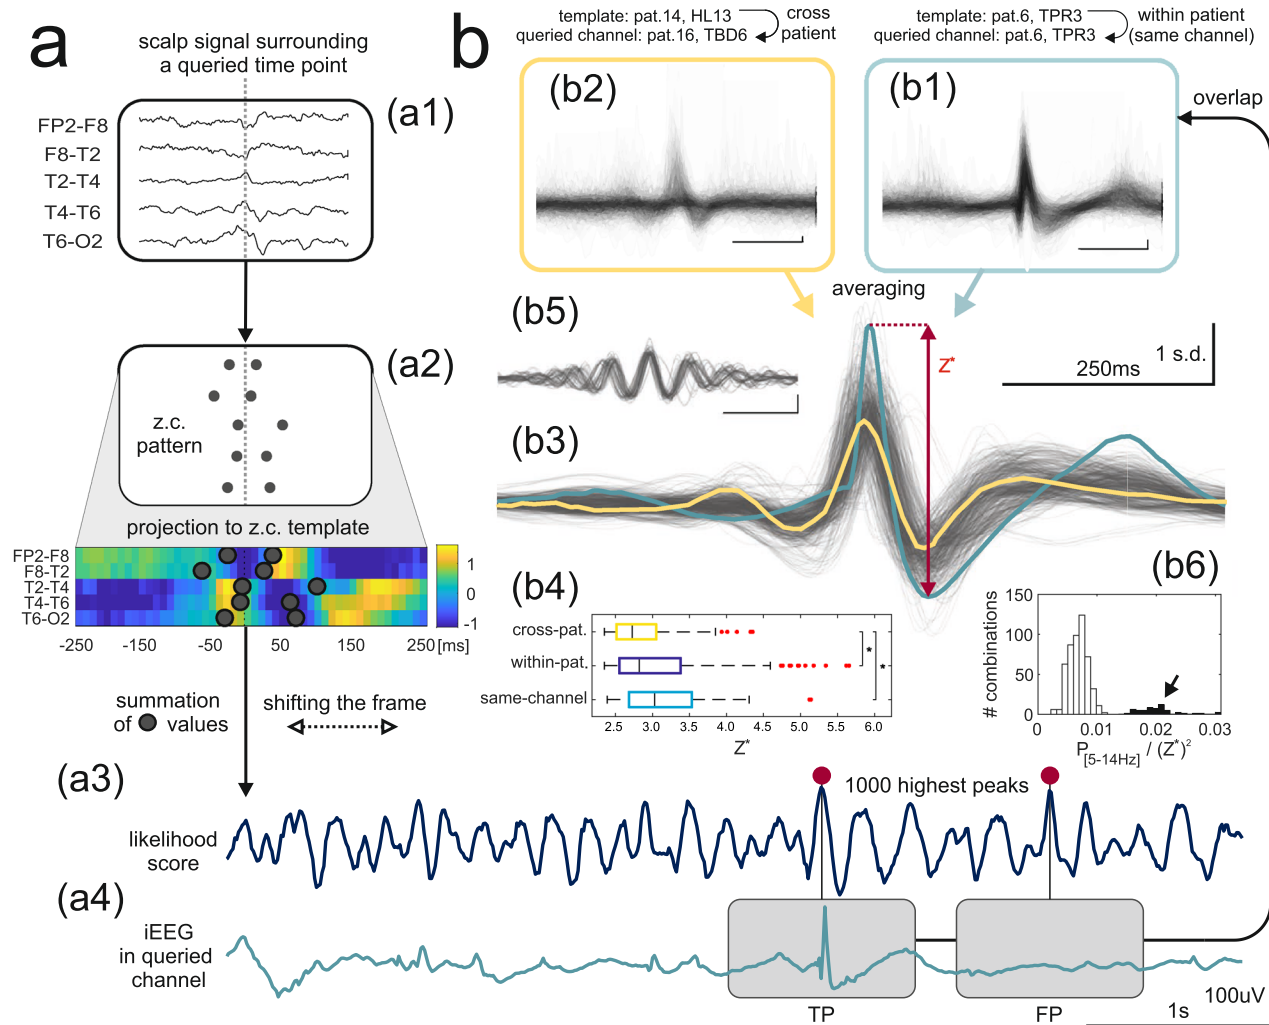 a
scalp signal surrounding
a queried time point
(a1)
FP2-F8
F8-T2
T2-T4
T4-T6
T6-O2
(a2)
z.c.
pattern
projection to z.c. template
FP2-F8
F8-T2
T2-T4
T4-T6
T6-O2
1
0
-1
-250
-150
-50
50
150
250 [ms]
summation
of values
shifting the frame
(a3)
likelihood
score
1000 highest peaks
(a4)
iEEG
in queried
channel
TP
FP
100uV
1s
b
template: pat.14, HL13
queried channel: pat.16, TBD6
cross
patient
template: pat.6, TPR3
queried channel: pat.6, TPR3
within patient
(same channel)
(b2)
(b1)
overlap
averaging
(b5)
Z*
1 s.d.
250ms
(b3)
(b4)
cross-pat.
within-pat.
same-channel
*
*
2.5 3.0 3.5 4.0 4.5 5.0 5.5 6.0
Z*
(b6)
# combinations
150
100
50
0
0 0.01 0.02 0.03
P[5-14Hz] / (Z*)²